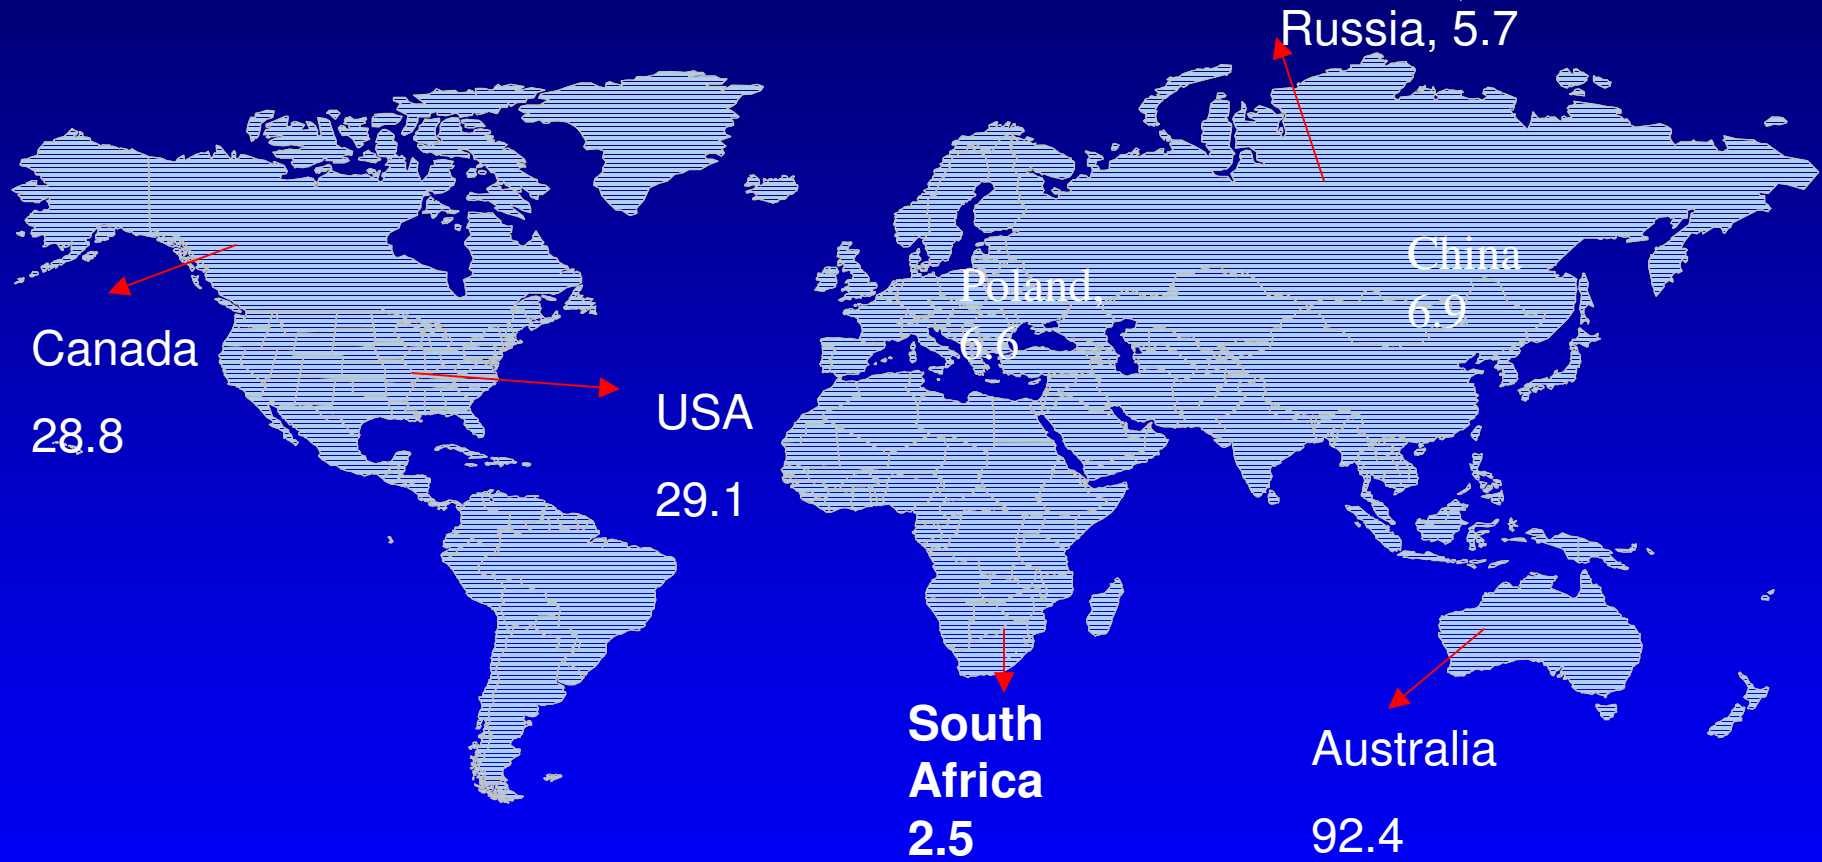 Russia, 5.7
China
6.9
Poland,
6.6
Canada
28.8
USA
29.1
South
Africa
2.5
Australia
92.4